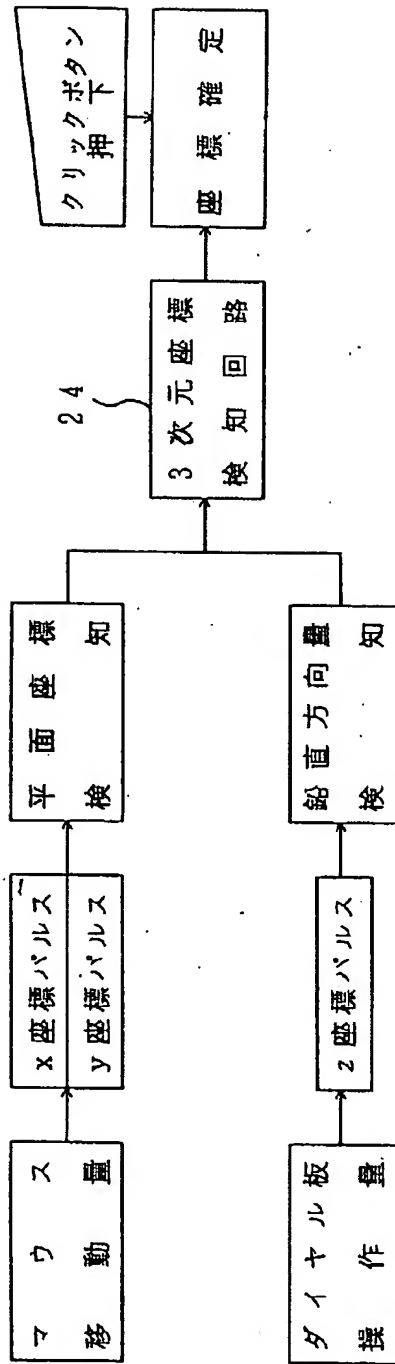 マウス
移動量
x座標パルス
y座標パルス
平面座標
検知
ダイヤル板
操作量
z座標パルス
鉛直方向量
検知
24
3次元座標
検知回路
クリックボタン
押下
座標確定